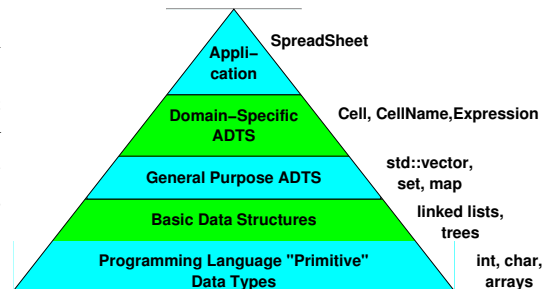 SpreadSheet
Appli–
cation
Domain–Specific
ADTS
Cell, CellName,Expression
General Purpose ADTS
std::vector,
set, map
Basic Data Structures
linked lists,
trees
Programming Language "Primitive"
Data Types
int, char,
arrays